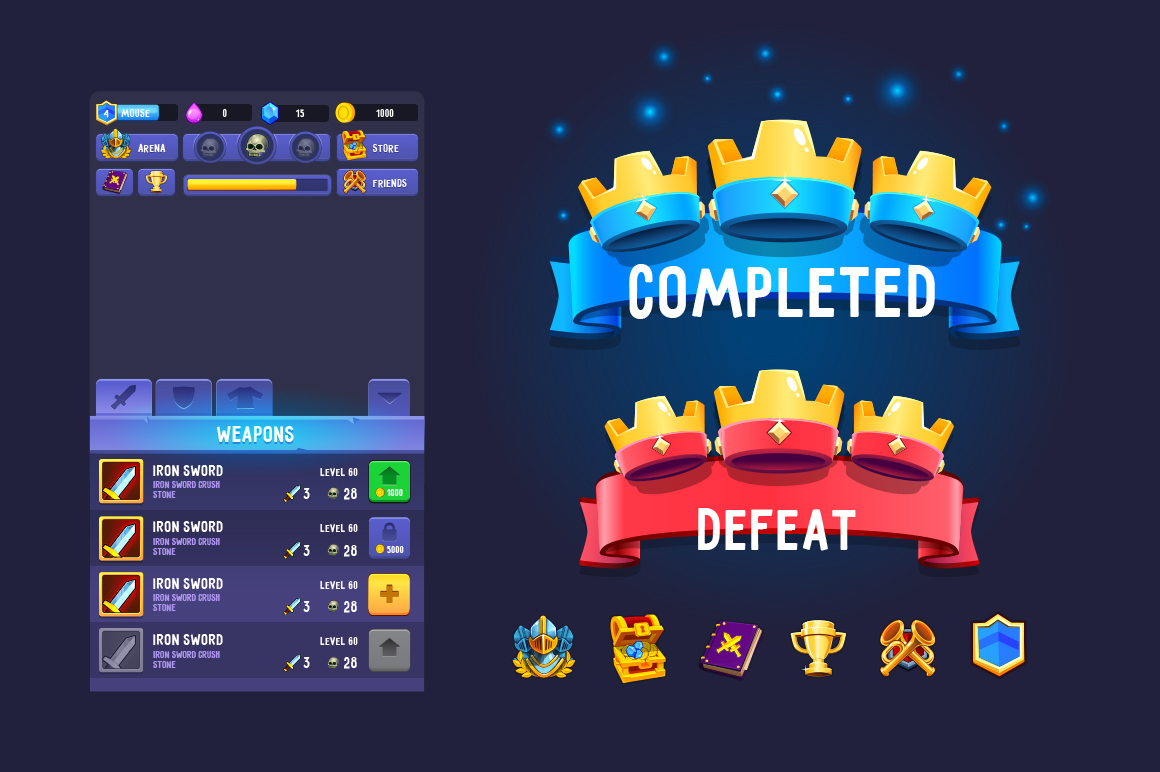 4 MOUSE 0 15 1000
ARENA STORE
FRIENDS
WEAPONS
IRON SWORD
IRON SWORD CRUSH
STONE
LEVEL 60
3 28
1000
IRON SWORD
IRON SWORD CRUSH
STONE
LEVEL 60
3 28
5000
IRON SWORD
IRON SWORD CRUSH
STONE
LEVEL 60
3 28
IRON SWORD
IRON SWORD CRUSH
STONE
LEVEL 60
3 28
COMPLETED
DEFEAT